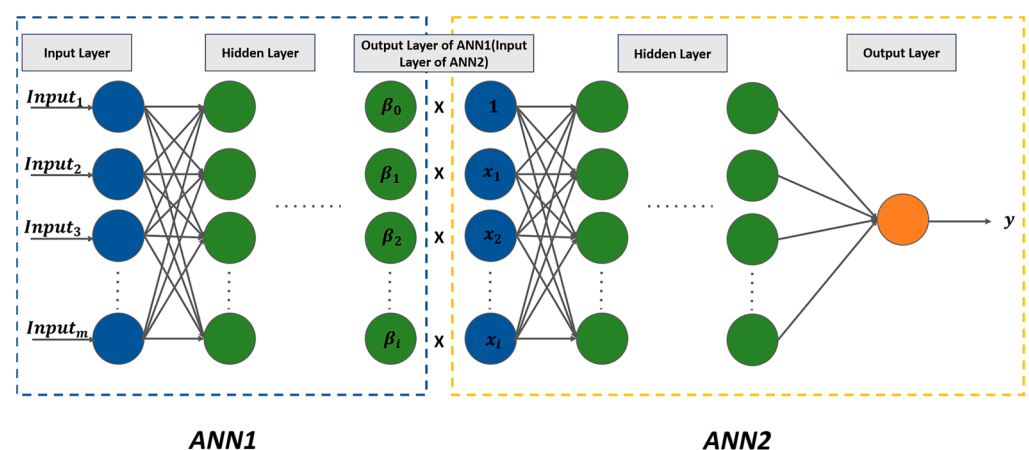 Input Layer
Hidden Layer
Output Layer of ANN1(Input
Layer of ANN2)
Hidden Layer
Output Layer
Input₁
β₀
X
1
Input₂
β₁
X
x₁
Input₃
β₂
X
x₂
y
Inputₘ
βᵢ
X
xᵢ
ANN1
ANN2